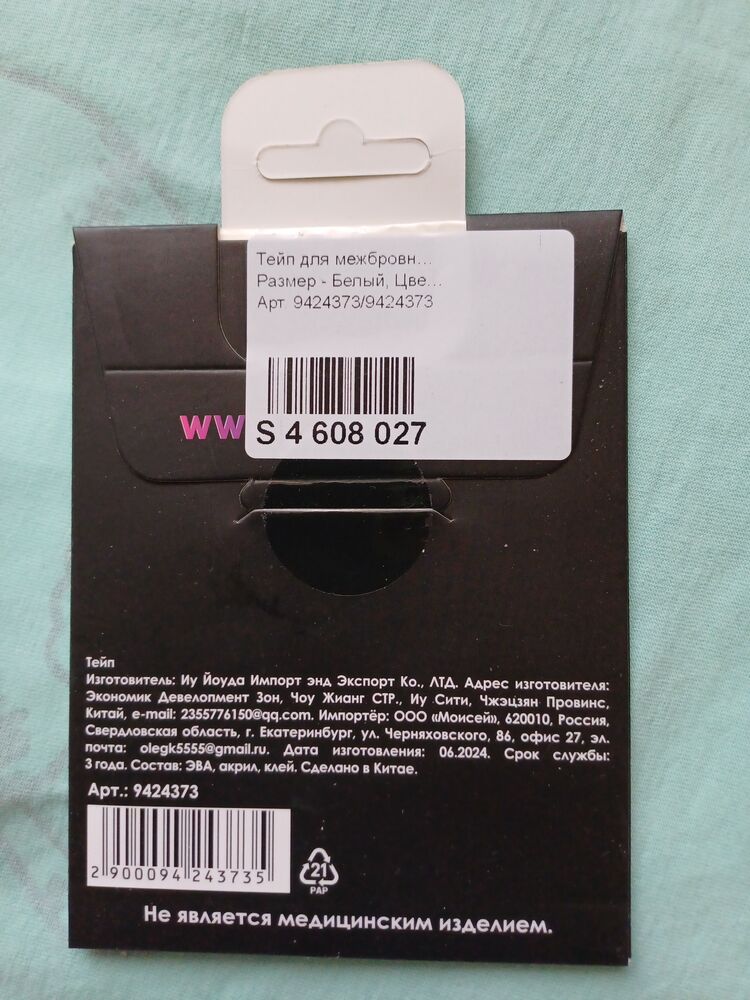 Тейп для межбровн...
Размер - Белый, Цве...
Арт 9424373/9424373
ww
S 4 608 027
Тейп
Изготовитель: Иу Йоуда Импорт энд Экспорт Ко., ЛТД. Адрес изготовителя:
Экономик Девелопмент Зон, Чоу Жианг СТР., Иу Сити, Чжэцзян Провинс,
Китай, e-mail: 2355776150@qq.com. Импортёр: ООО «Моисей», 620010, Россия,
Свердловская область, г. Екатеринбург, ул. Черняховского, 86, офис 27, эл.
почта: olegk5555@gmail.ru. Дата изготовления: 06.2024. Срок службы:
3 года. Состав: ЭВА, акрил, клей. Сделано в Китае.
Арт.: 9424373
2 900094 243735
21
PAP
Не является медицинским изделием.